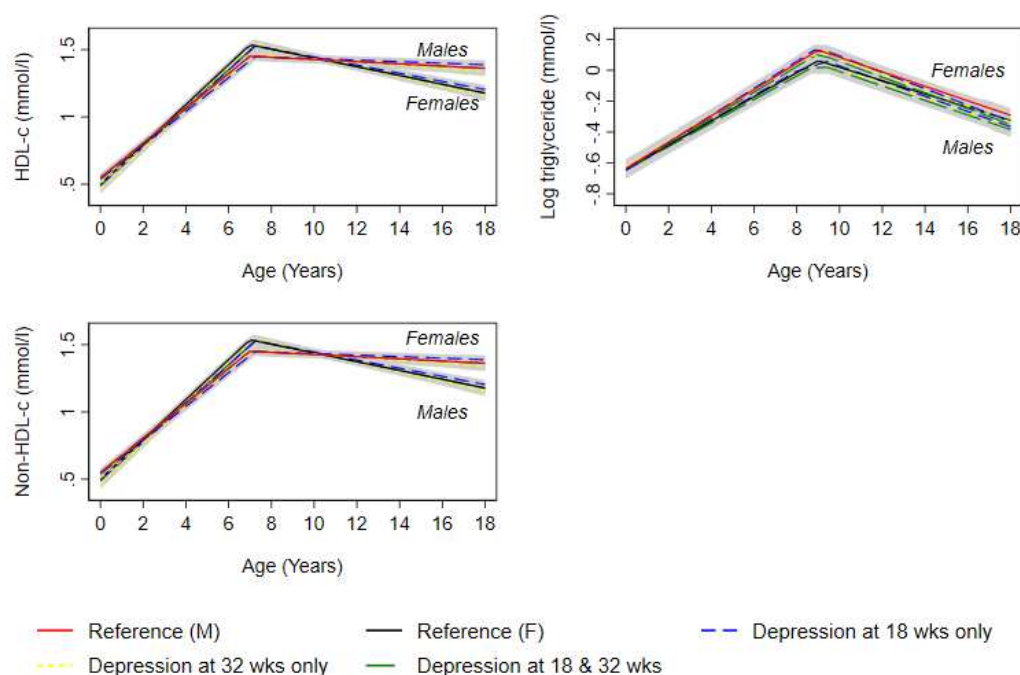 HDL-c (mmol/l)
1.5
1
.5
Males
Females
0 2 4 6 8 10 12 14 16 18
Age (Years)
Log triglyceride (mmol/l)
.2
0
-.2
-.4
-.6
-.8
Females
Males
0 2 4 6 8 10 12 14 16 18
Age (Years)
Non-HDL-c (mmol/l)
1.5
1
.5
Females
Males
0 2 4 6 8 10 12 14 16 18
Age (Years)
Reference (M) Reference (F) Depression at 18 wks only
Depression at 32 wks only Depression at 18 & 32 wks